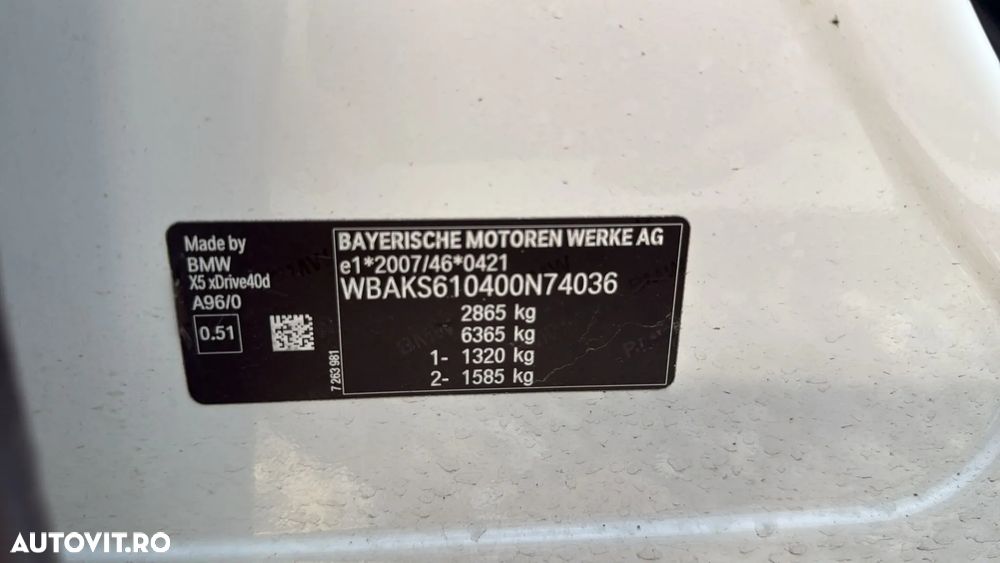 Made by
BMW
X5 xDrive40d
A96/0
0.51
7 263 981
BAYERISCHE MOTOREN WERKE AG
e1*2007/46*0421
WBAKS610400N74036
2865 kg
6365 kg
1- 1320 kg
2- 1585 kg
AUTOVIT.RO